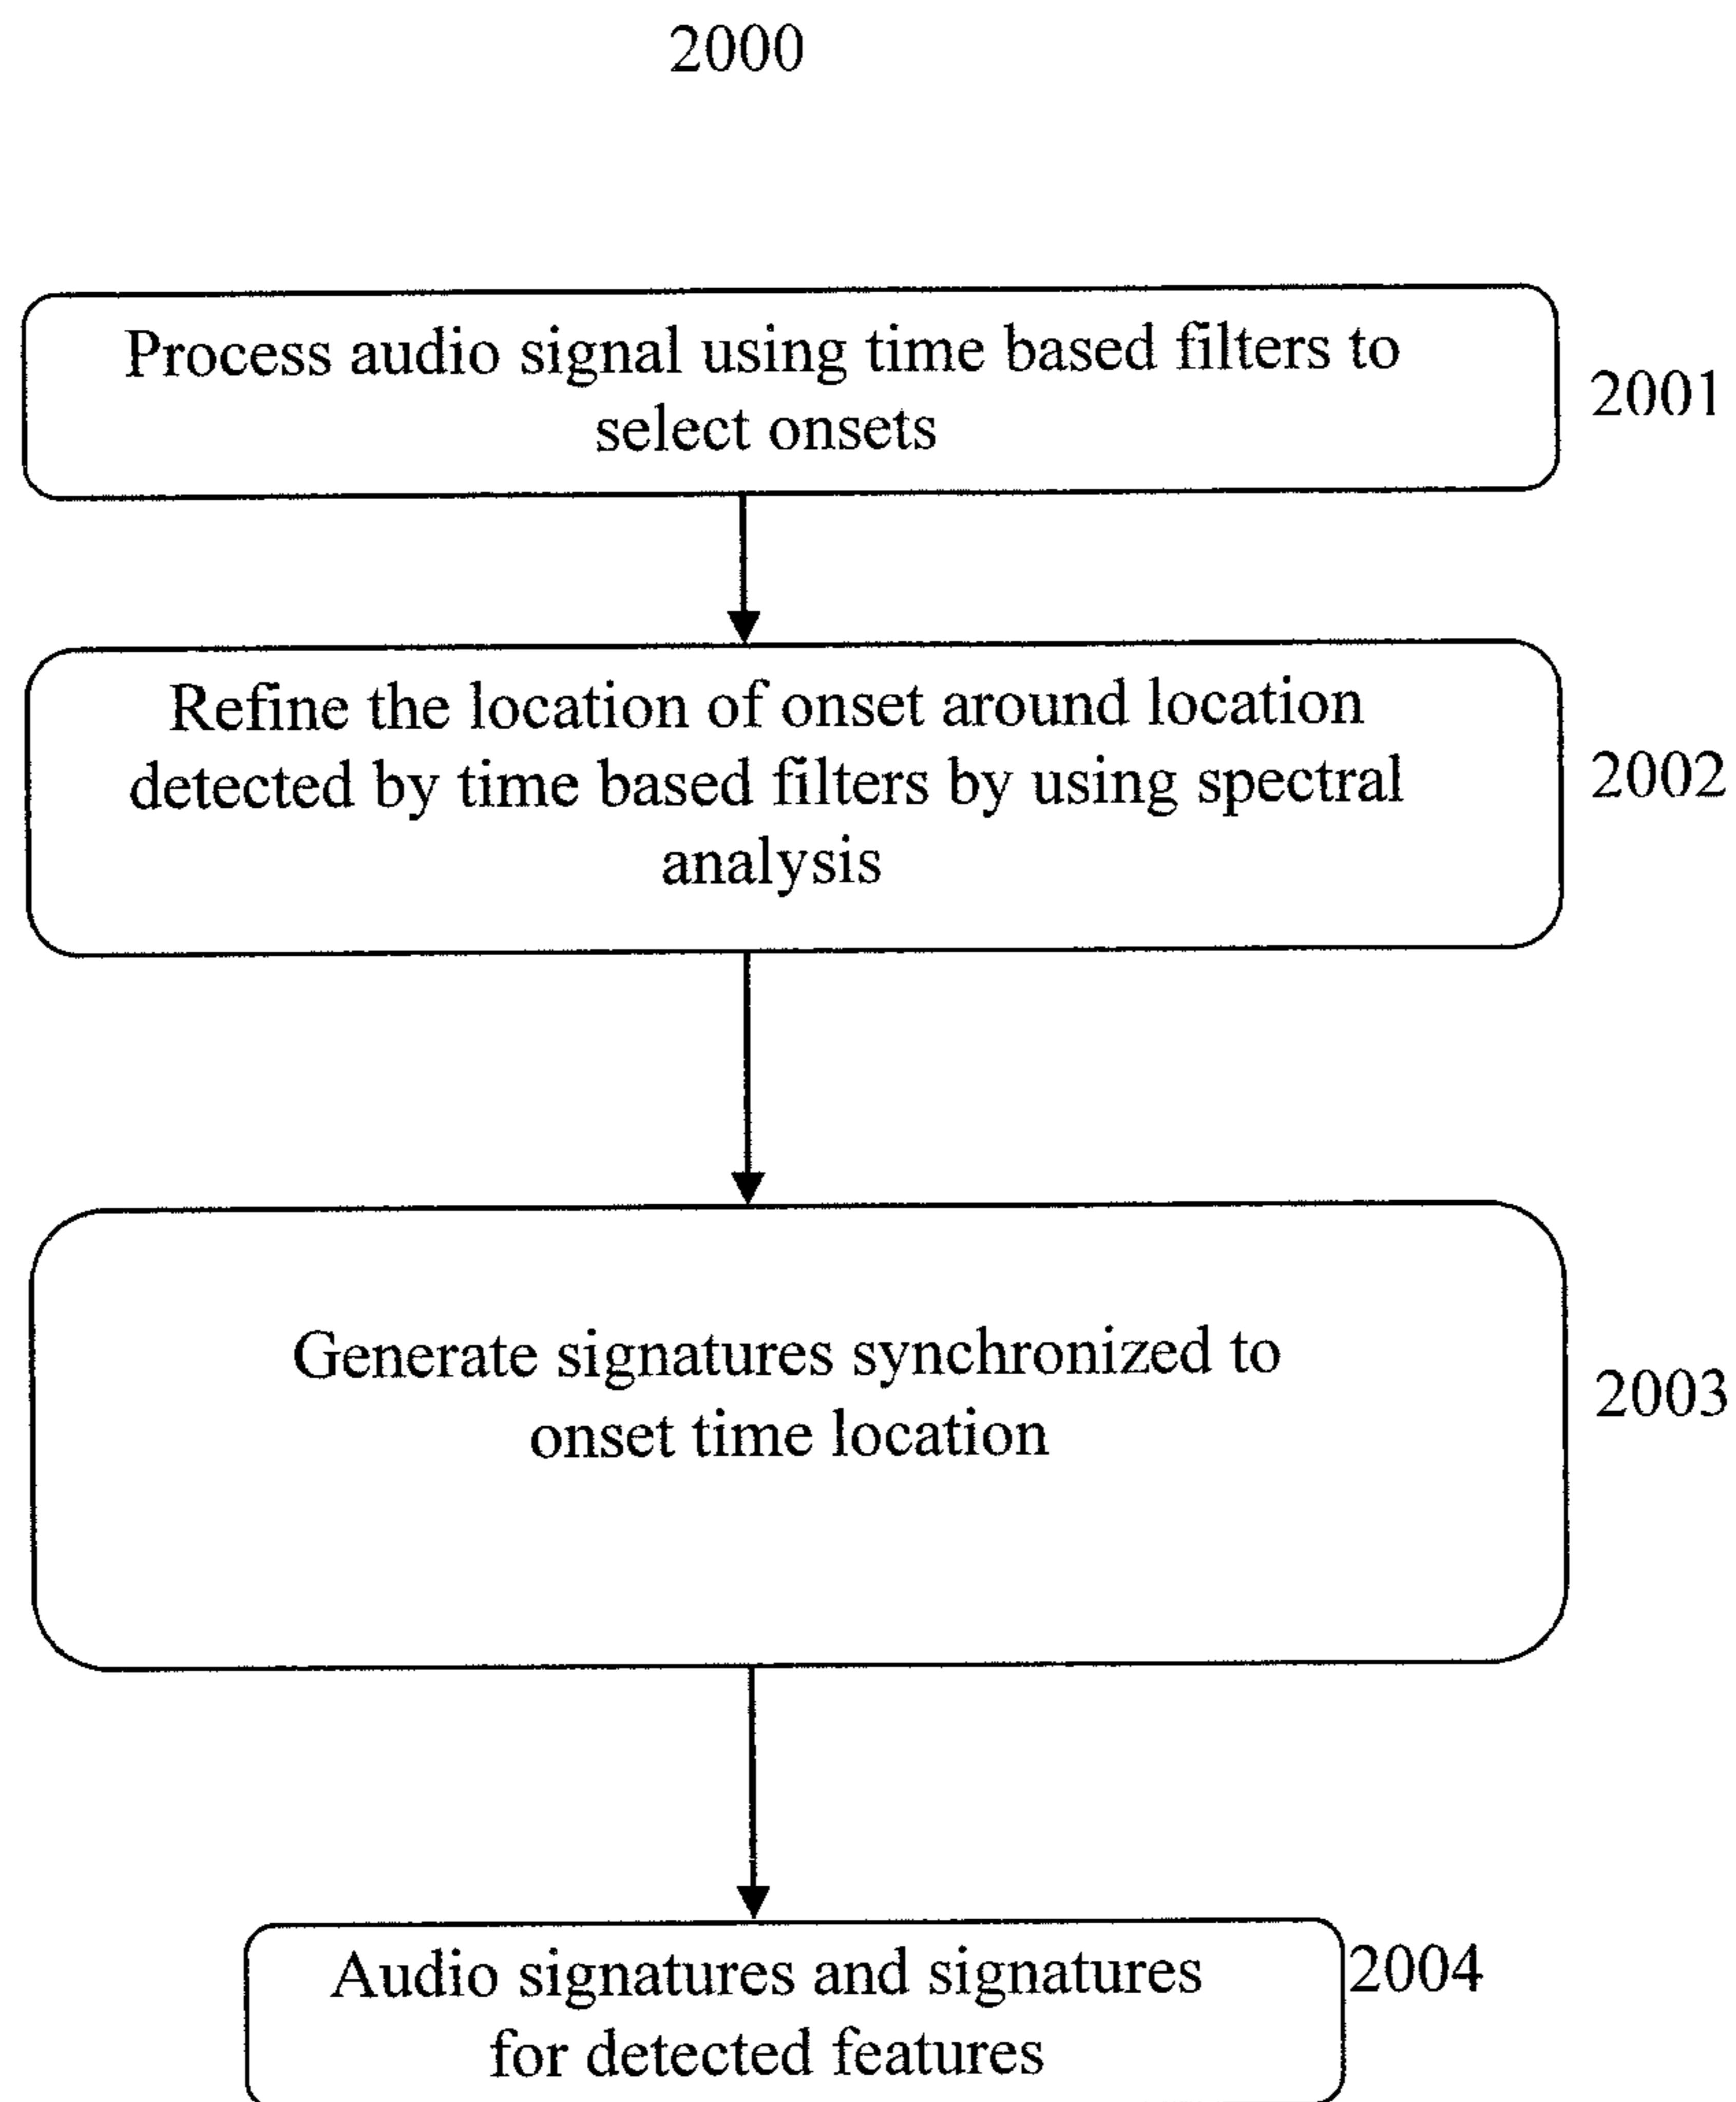 2000
Process audio signal using time based filters to
select onsets
2001
Refine the location of onset around location
detected by time based filters by using spectral
analysis
2002
Generate signatures synchronized to
onset time location
2003
Audio signatures and signatures
for detected features
2004